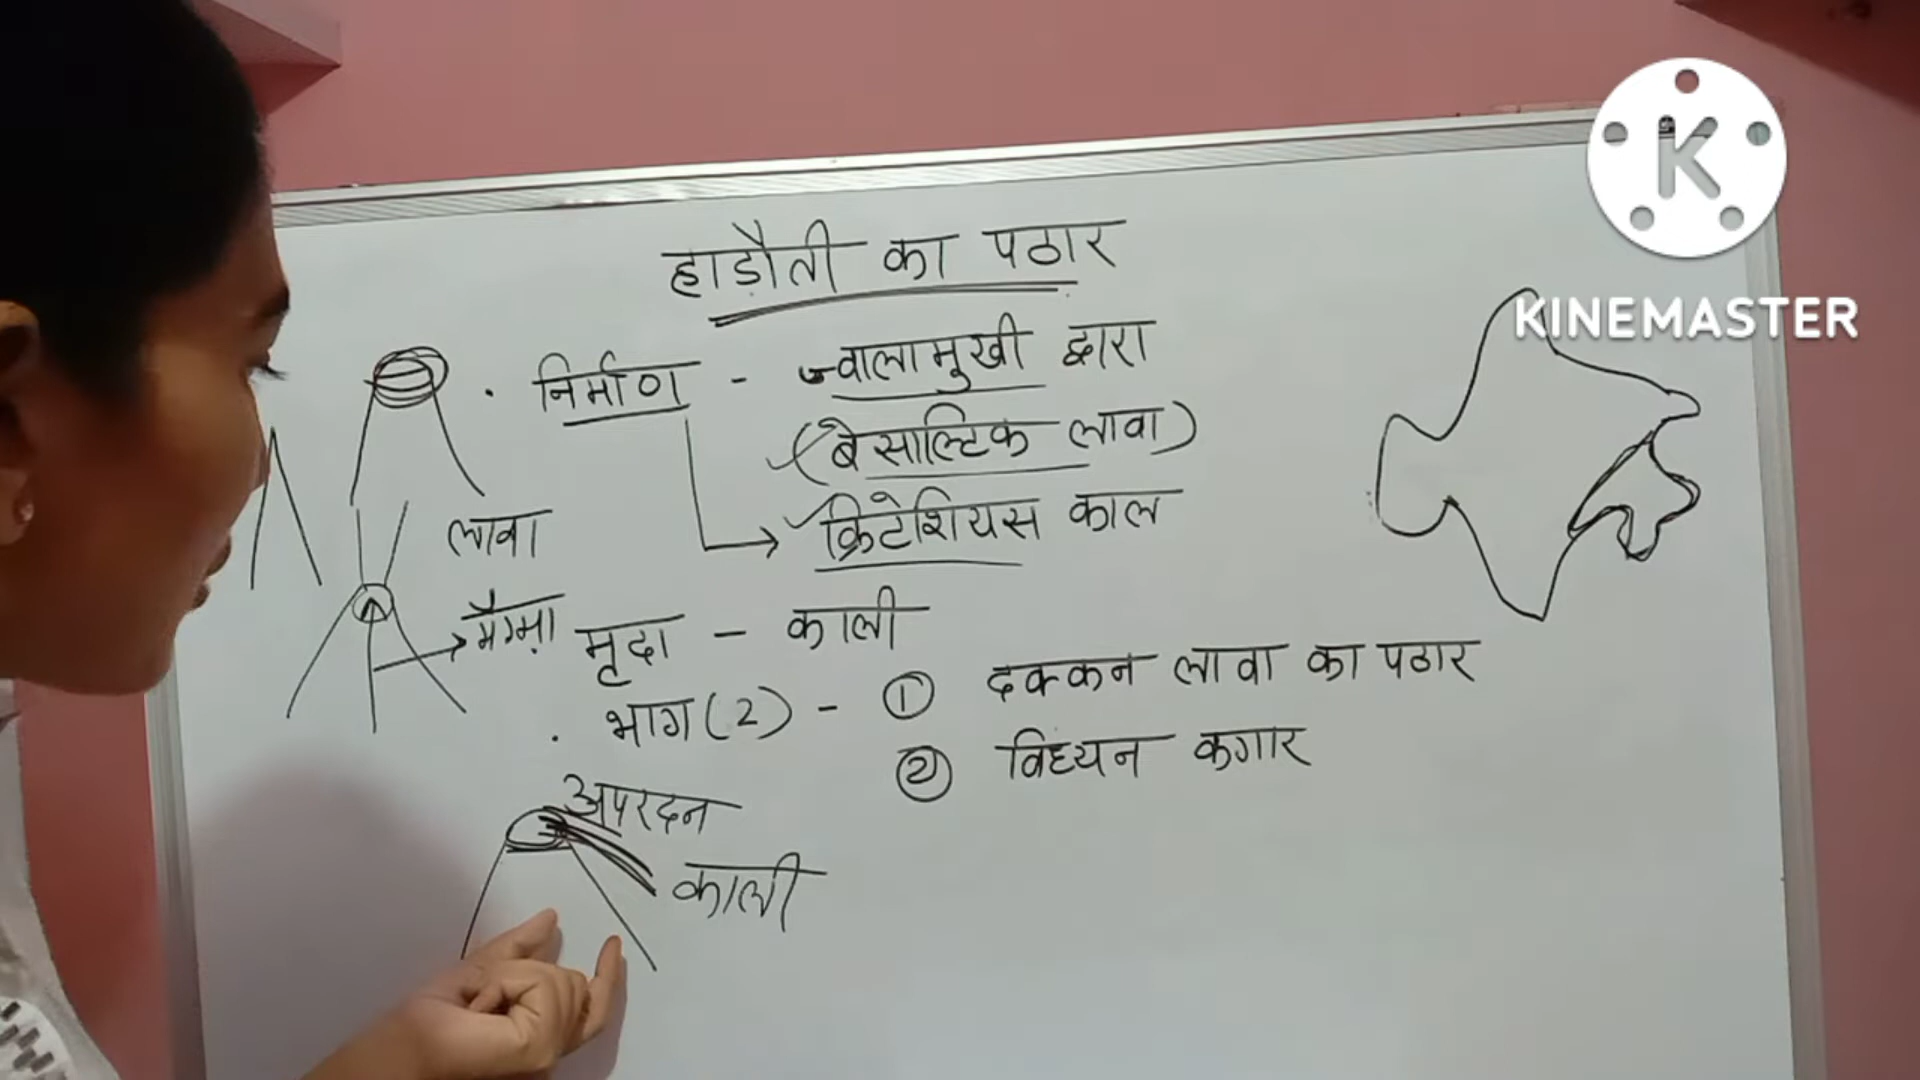 हाड़ौती का पठार
. निर्माण - ज्वालामुखी द्वारा
(बेसाल्टिक लावा)
क्रिटेशियस काल
लावा
मैग्मा
मृदा - काली
. भाग (2) - ① दक्कन लावा का पठार
② विध्यन कगार
अपरदन
काली
K
KINEMASTER